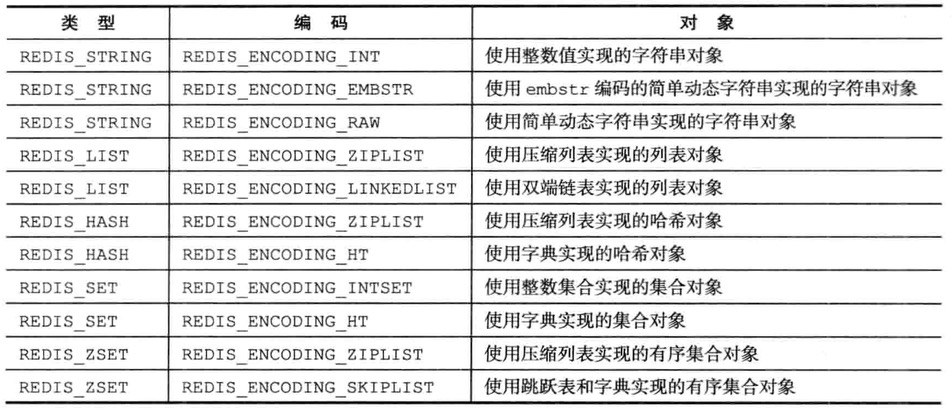 类 型 编 码 对 象
REDIS_STRING REDIS_ENCODING_INT 使用整数值实现的字符串对象
REDIS_STRING REDIS_ENCODING_EMBSTR 使用 embstr 编码的简单动态字符串实现的字符串对象
REDIS_STRING REDIS_ENCODING_RAW 使用简单动态字符串实现的字符串对象
REDIS_LIST REDIS_ENCODING_ZIPLIST 使用压缩列表实现的列表对象
REDIS_LIST REDIS_ENCODING_LINKEDLIST 使用双端链表实现的列表对象
REDIS_HASH REDIS_ENCODING_ZIPLIST 使用压缩列表实现的哈希对象
REDIS_HASH REDIS_ENCODING_HT 使用字典实现的哈希对象
REDIS_SET REDIS_ENCODING_INTSET 使用整数集合实现的集合对象
REDIS_SET REDIS_ENCODING_HT 使用字典实现的集合对象
REDIS_ZSET REDIS_ENCODING_ZIPLIST 使用压缩列表实现的有序集合对象
REDIS_ZSET REDIS_ENCODING_SKIPLIST 使用跳跃表和字典实现的有序集合对象